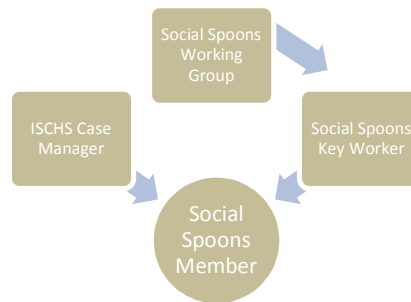 Social Spoons
Working
Group
ISCHS Case
Manager
Social Spoons
Key Worker
Social
Spoons
Member